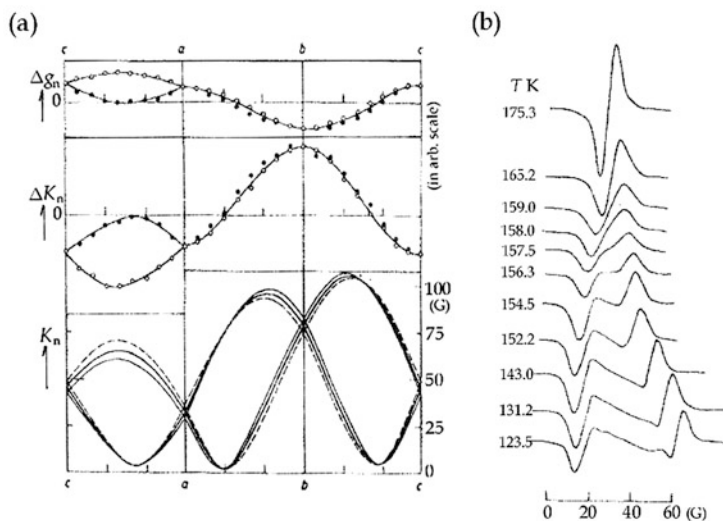 (a)
c a b c
Δgₙ
0
(in arb. scale)
ΔKₙ
0
100
(G)
Kₙ
75
50
25
0
c a b c
(b)
T K
175.3
165.2
159.0
158.0
157.5
156.3
154.5
152.2
143.0
131.2
123.5
0 20 40 60 (G)